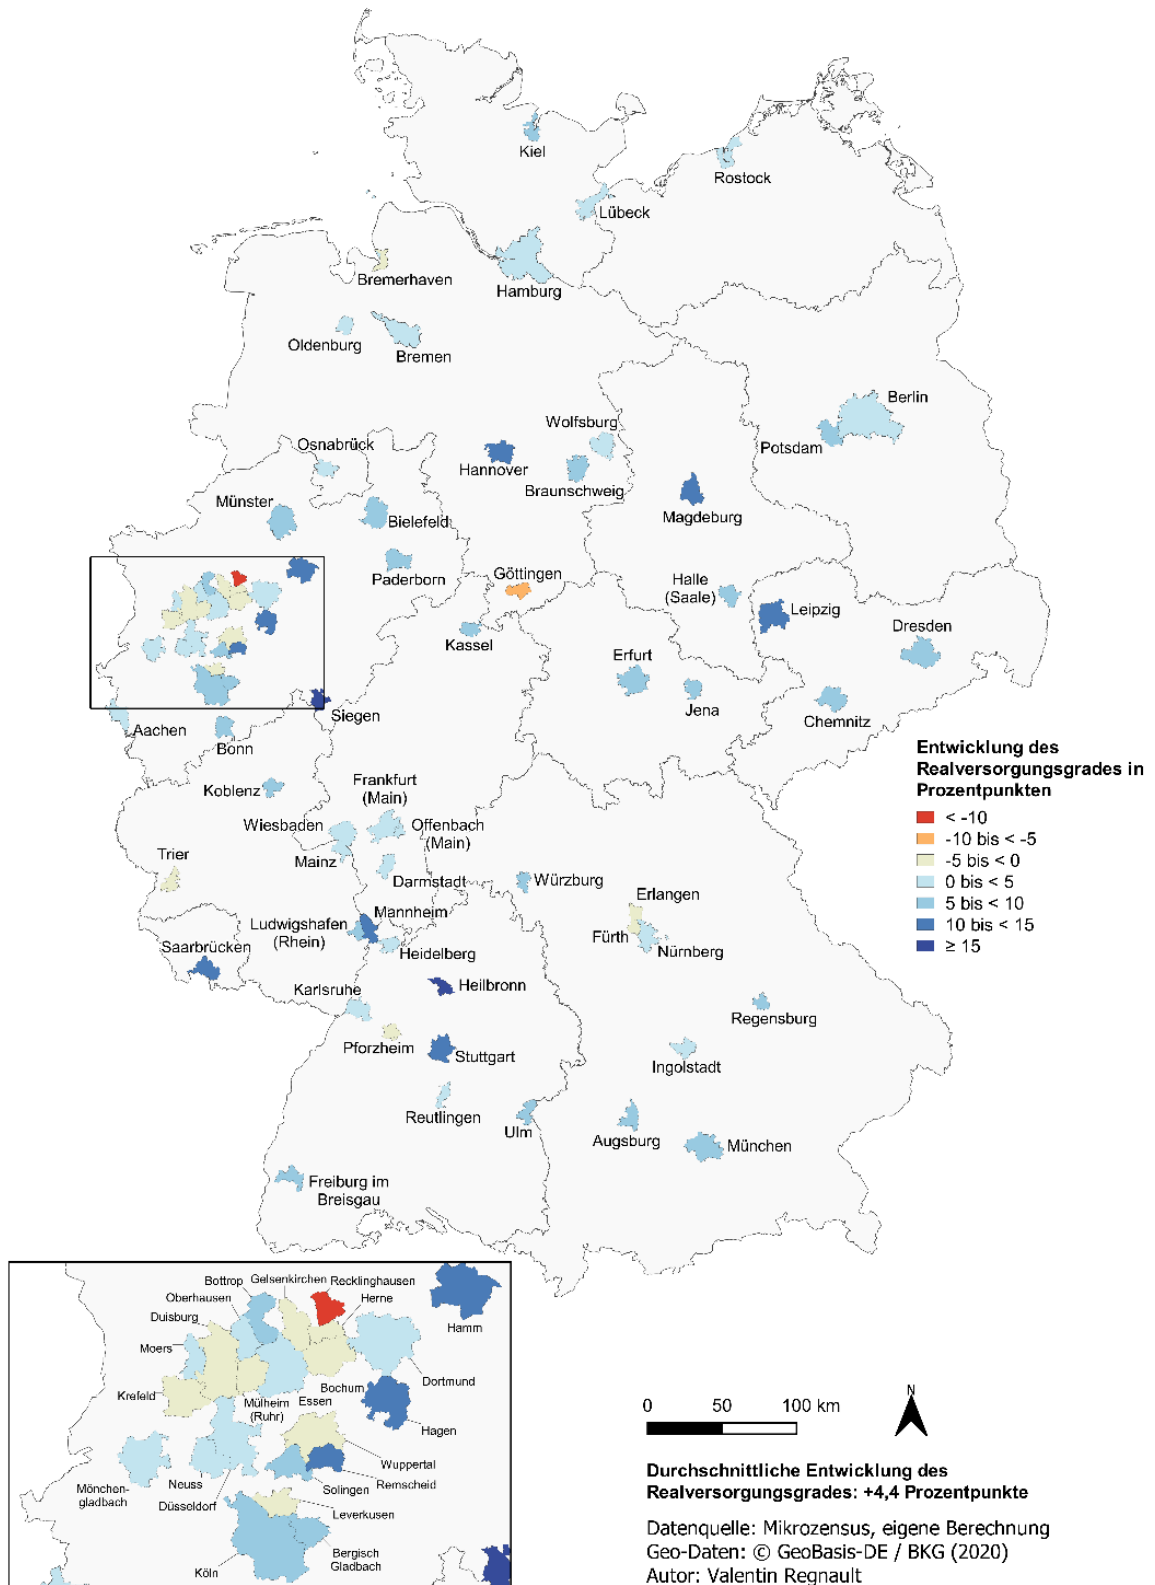 Kiel
Rostock
Lübeck
Bremerhaven
Hamburg
Oldenburg
Bremen
Berlin
Wolfsburg
Potsdam
Osnabrück
Hannover
Braunschweig
Münster
Bielefeld
Magdeburg
Paderborn
Göttingen
Halle
(Saale)
Leipzig
Kassel
Dresden
Erfurt
Jena
Siegen
Chemnitz
Aachen
Bonn
Entwicklung des
Realversorgungsgrades in
Prozentpunkten
< -10
-10 bis < -5
-5 bis < 0
0 bis < 5
5 bis < 10
10 bis < 15
≥ 15
Koblenz
Frankfurt
(Main)
Wiesbaden
Offenbach
(Main)
Mainz
Trier
Darmstadt
Würzburg
Erlangen
Mannheim
Ludwigshafen
(Rhein)
Fürth
Nürnberg
Saarbrücken
Heidelberg
Karlsruhe
Heilbronn
Regensburg
Pforzheim
Stuttgart
Ingolstadt
Reutlingen
Ulm
Augsburg
München
Freiburg im
Breisgau
Bottrop
Gelsenkirchen
Recklinghausen
Oberhausen
Herne
Duisburg
Hamm
Moers
Krefeld
Mülheim
(Ruhr)
Essen
Bochum
Dortmund
Hagen
Wuppertal
Mönchen-
gladbach
Neuss
Düsseldorf
Solingen
Remscheid
Leverkusen
Bergisch
Gladbach
Köln
0 50 100 km
N
Durchschnittliche Entwicklung des
Realversorgungsgrades: +4,4 Prozentpunkte
Datenquelle: Mikrozensus, eigene Berechnung
Geo-Daten: © GeoBasis-DE / BKG (2020)
Autor: Valentin Regnault